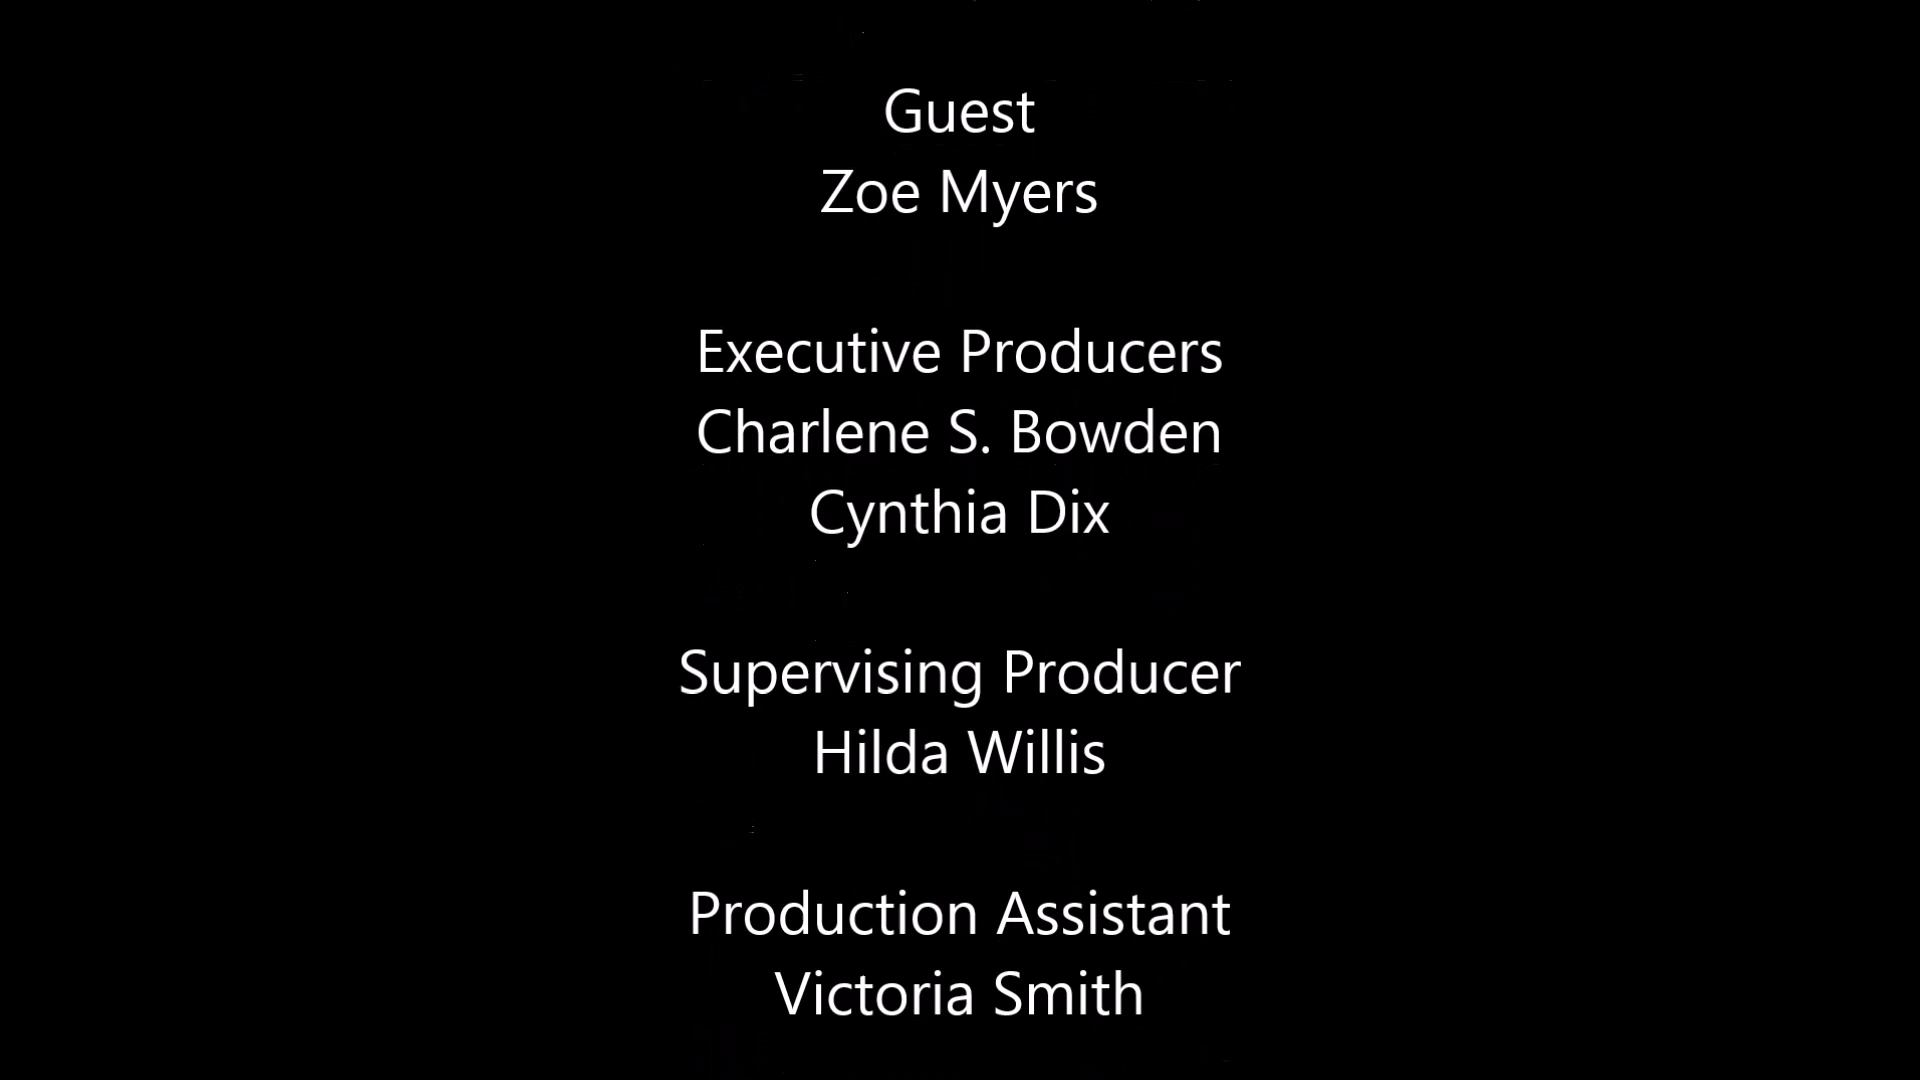 Guest
Zoe Myers
Executive Producers
Charlene S. Bowden
Cynthia Dix
Supervising Producer
Hilda Willis
Production Assistant
Victoria Smith